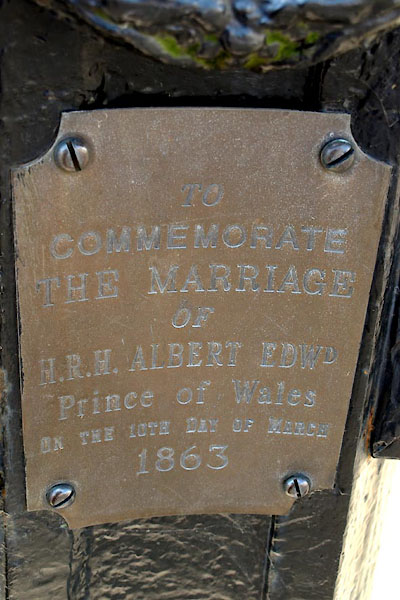 TO
COMMEMORATE
THE MARRIAGE
OF
H.R.H. ALBERT EDWD
Prince of Wales
ON THE 10TH DAY OF MARCH
1863